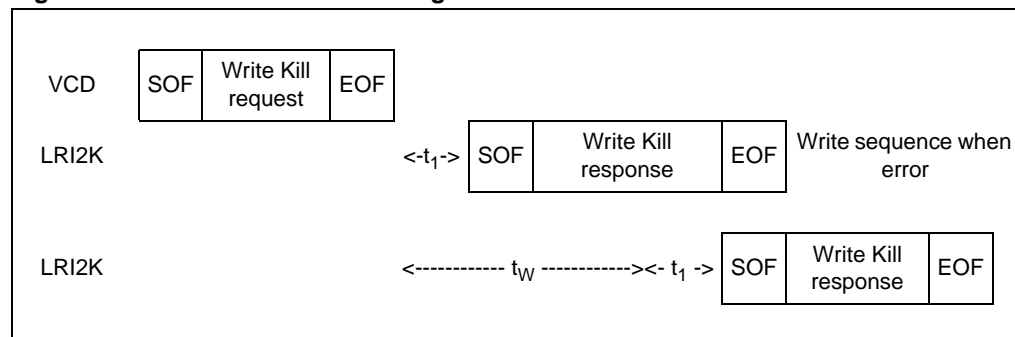 VCD SOF Write Kill request EOF
LRI2K <-t1-> SOF Write Kill response EOF Write sequence when error
LRI2K <------------ tW ------------><- t1 -> SOF Write Kill response EOF